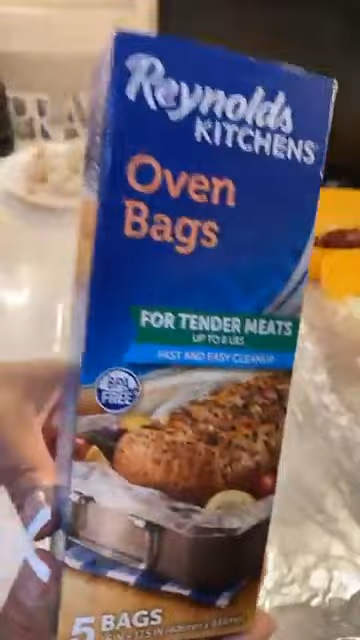 Reynolds
KITCHENS
Oven
Bags
FOR TENDER MEATS
UP TO 8 LBS
FAST AND EASY CLEANUP
BPA
FREE
5 BAGS